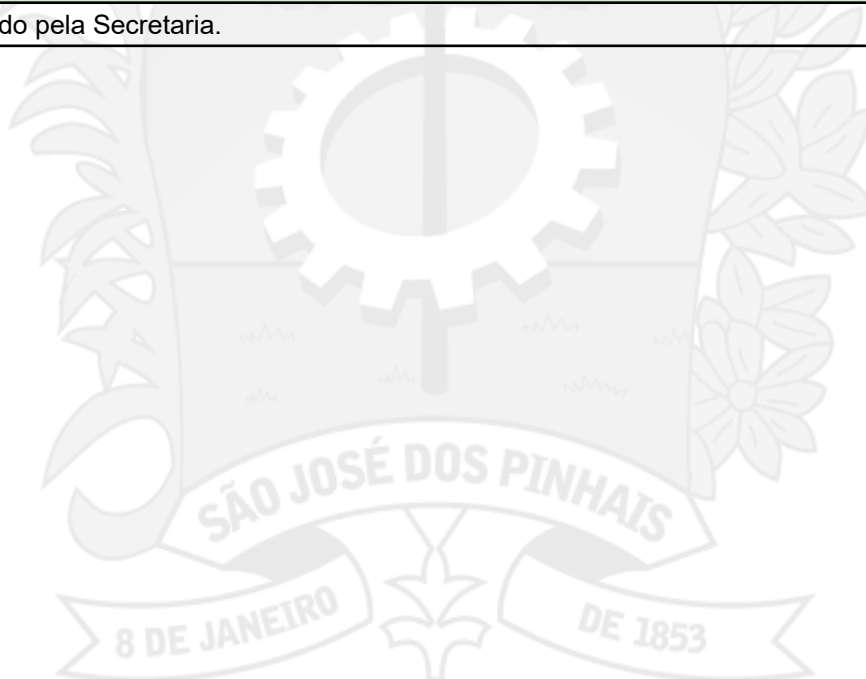 do pela Secretaria.
SÃO JOSÉ DOS PINHAIS
8 DE JANEIRO DE 1853